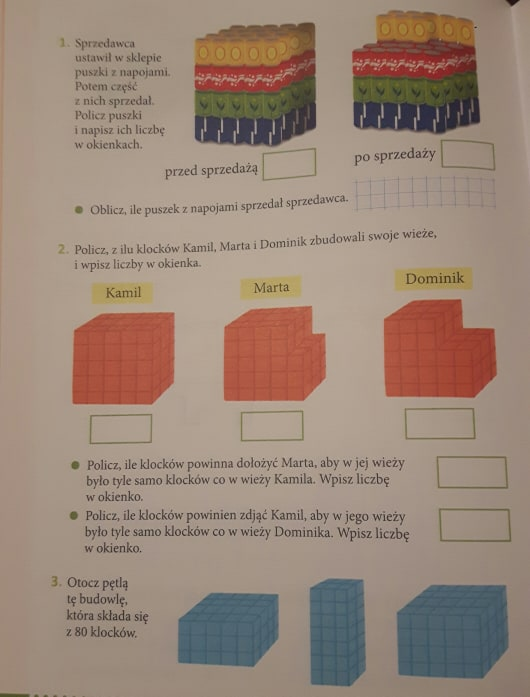 1. Sprzedawca
ustawił w sklepie
puszki z napojami.
Potem część
z nich sprzedał.
Policz puszki
i napisz ich liczbę
w okienkach.
przed sprzedażą
po sprzedaży
Oblicz, ile puszek z napojami sprzedał sprzedawca.
2. Policz, z ilu klocków Kamil, Marta i Dominik zbudowali swoje wieże,
i wpisz liczby w okienka.
Kamil
Marta
Dominik
Policz, ile klocków powinna dołożyć Marta, aby w jej wieży
było tyle samo klocków co w wieży Kamila. Wpisz liczbę
w okienko.
Policz, ile klocków powinien zdjąć Kamil, aby w jego wieży
było tyle samo klocków co w wieży Dominika. Wpisz liczbę
w okienko.
3. Otocz pętlą
tę budowlę,
która składa się
z 80 klocków.